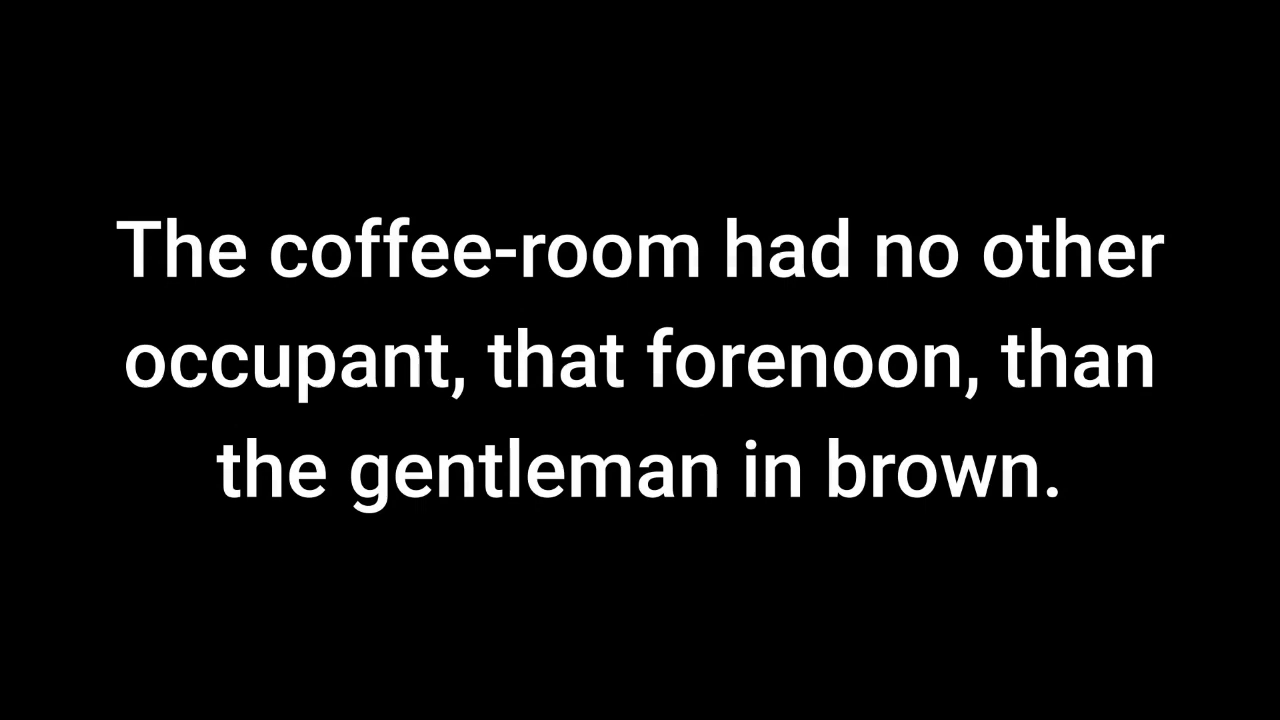 The coffee-room had no other
occupant, that forenoon, than
the gentleman in brown.